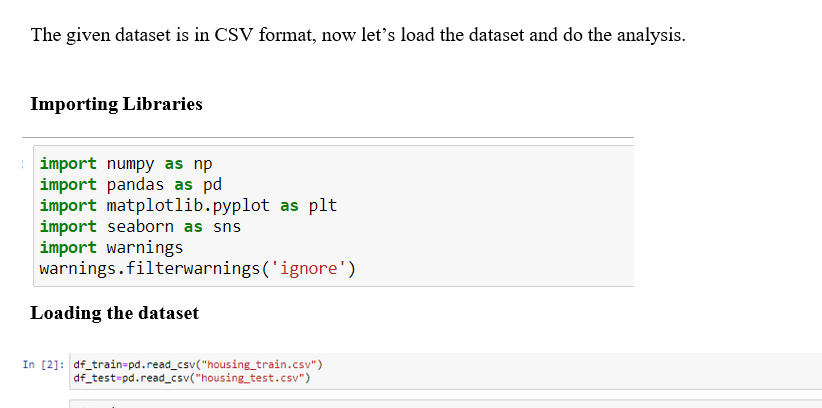 The given dataset is in CSV format, now let’s load the dataset and do the analysis.
Importing Libraries
import numpy as np
import pandas as pd
import matplotlib.pyplot as plt
import seaborn as sns
import warnings
warnings.filterwarnings('ignore')
Loading the dataset
In [2]: df_train=pd.read_csv("housing_train.csv")
df_test=pd.read_csv("housing_test.csv")